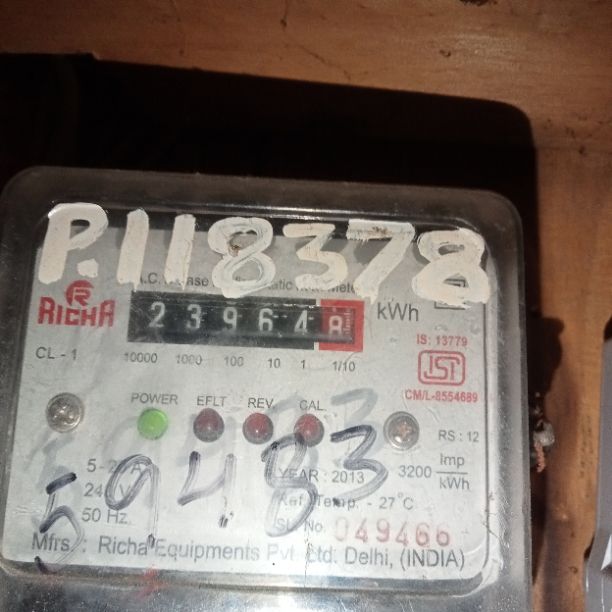 P.118378
RICHA
2 3 9 6 4 8
kWh
10000 1000 100 10 1 1/10
CL - 1
IS: 13779
ISI
CM/L-8554689
POWER EFLT REV. CAL
RS : 12
59483
YEAR : 2013
3200 Imp
kWh
50 Hz
Ref. Temp. - 27°C
SL. No. 049466
Mfrs : Richa Equipments Pvt. Ltd. Delhi, (INDIA)